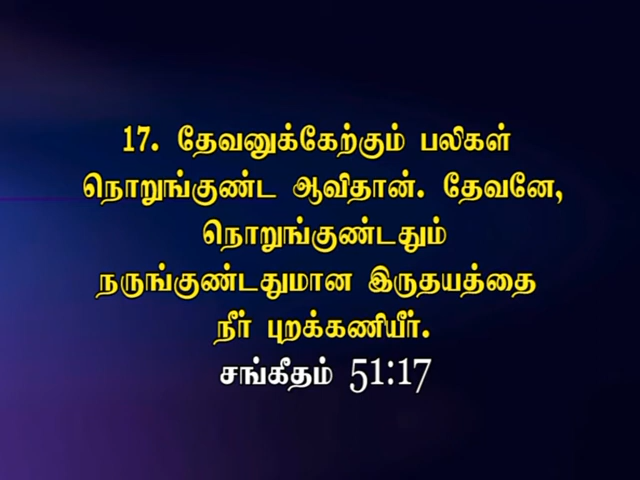 17. தேவனுக்கேற்கும் பலிகள்
நொறுங்குண்ட ஆவிதான். தேவனே,
நொறுங்குண்டதும்
நருங்குண்டதுமான இருதயத்தை
நீர் புறக்கணியீர்.
சங்கீதம் 51:17